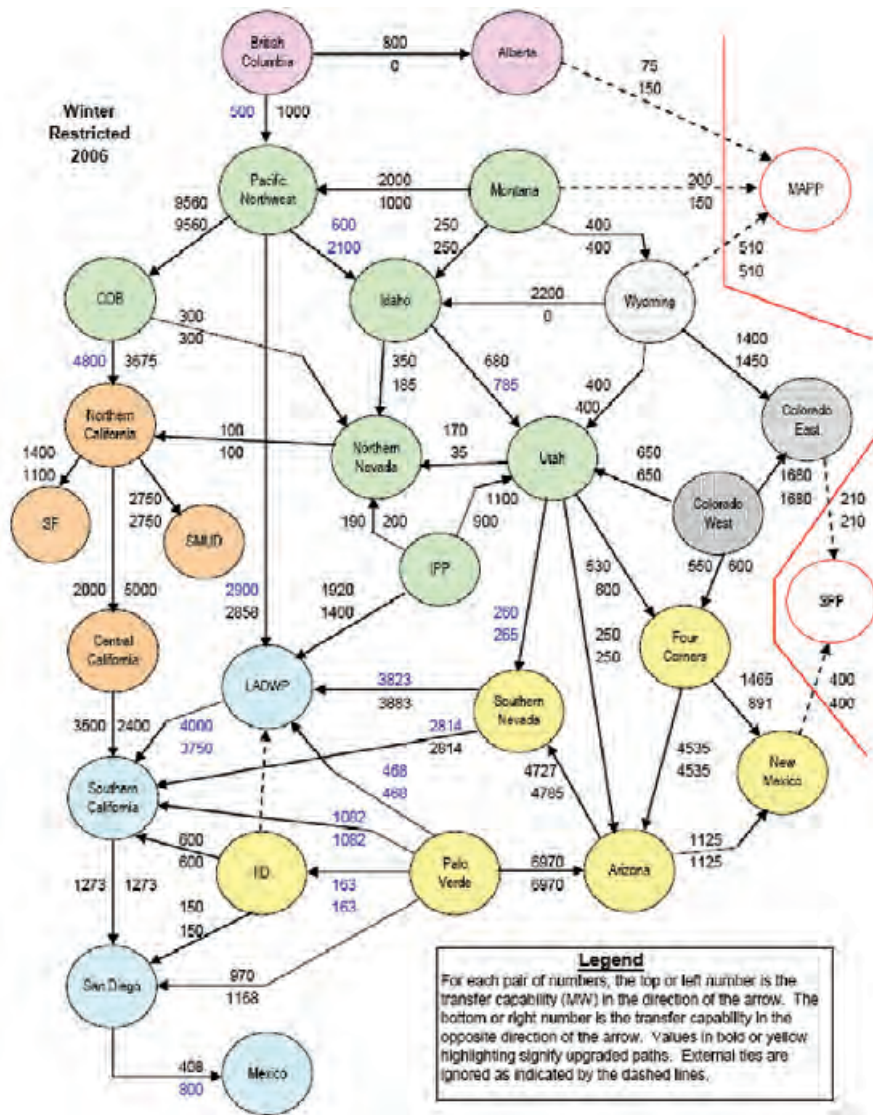 British
Columbia
800
0
Alberta
75
150
Winter
Restricted
2006
500 1000
Pacific
Northwest
2000
1000
Montana
200
150
MAPP
9560
9560
600
2100
250
250
400
400
510
510
COB
300
300
Idaho
2200
0
Wyoming
4800 3675
350
185
680
785
400
400
1400
1450
Northern
California
100
100
Northern
Nevada
170
35
Utah
650
650
Colorado
East
1400
1100
2750
2750
1680
1680
210
210
SF
SMUD
190 200
1100
900
Colorado
West
IPP
2000 5000
2900
2858
1920
1400
530
600
550 600
SPP
Central
California
260
265
250
250
Four
Corners
LADWP
3823
3883
Southern
Nevada
1465
891
400
400
3500 2400
4000
3750
2814
2814
4535
4535
New
Mexico
Southern
California
468
468
4727
4785
1082
1082
600
600
1125
1125
IID
Palo
Verde
6970
6970
Arizona
1273 1273
163
163
150
150
San Diego
970
1168
408
800
Mexico
Legend
For each pair of numbers, the top or left number is the
transfer capability (MW) in the direction of the arrow. The
bottom or right number is the transfer capability in the
opposite direction of the arrow. Values in bold or yellow
highlighting signify upgraded paths. External ties are
ignored as indicated by the dashed lines.